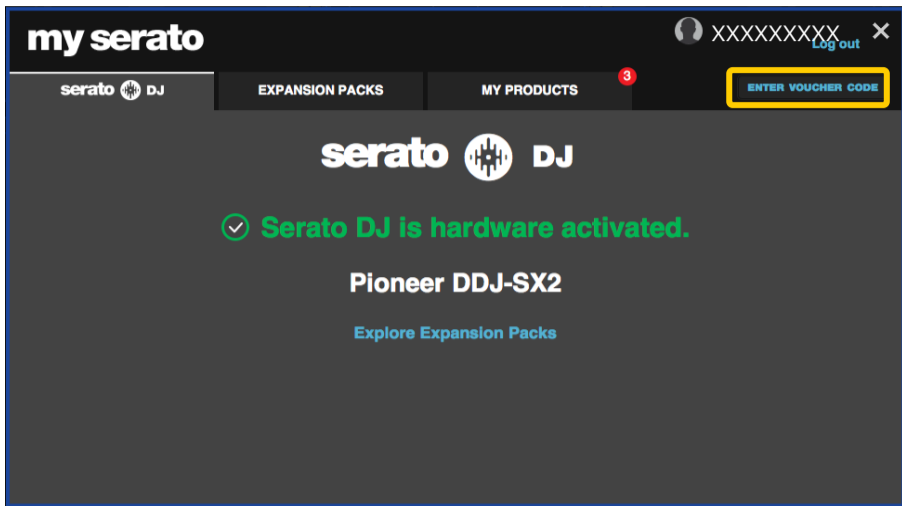 my serato
XXXXXXXXX
Log out
serato DJ
EXPANSION PACKS
MY PRODUCTS
3
ENTER VOUCHER CODE
serato DJ
Serato DJ is hardware activated.
Pioneer DDJ-SX2
Explore Expansion Packs